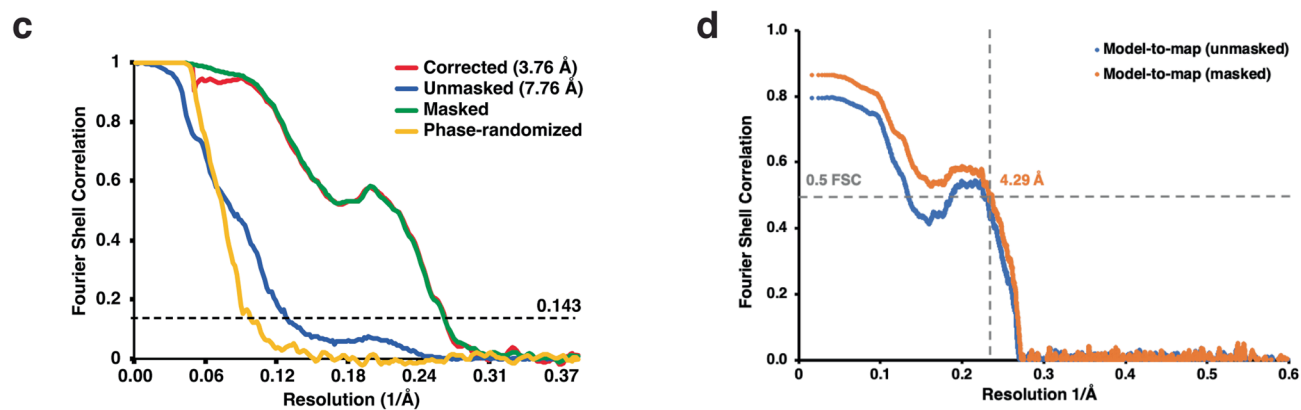 c
Fourier Shell Correlation
1
0.8
0.6
0.4
0.2
0
0.00
0.06
0.12
0.18
0.24
0.31
0.37
Resolution (1/Å)
Corrected (3.76 Å)
Unmasked (7.76 Å)
Masked
Phase-randomized
0.143
d
Fourier Shell Correlation
1.0
0.8
0.6
0.4
0.2
0.0
0
0.1
0.2
0.3
0.4
0.5
0.6
Resolution 1/Å
Model-to-map (unmasked)
Model-to-map (masked)
0.5 FSC
4.29 Å